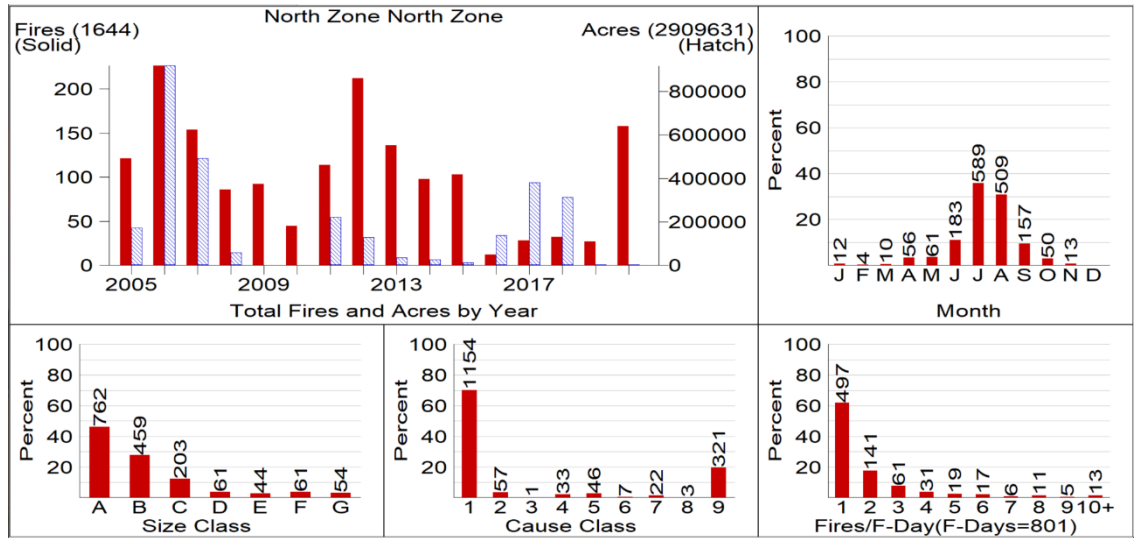 North Zone North Zone
Fires (1644)
(Solid)
Acres (2909631)
(Hatch)
200
150
100
50
0
800000
600000
400000
200000
0
2005 2009 2013 2017
Total Fires and Acres by Year
100
80
60
40
20
Percent
12 4 10 56 61 183 589 509 157 50 13
J F M A M J J A S O N D
Month
100
80
60
40
20
Percent
762 459 203 61 44 61 54
A B C D E F G
Size Class
100
80
60
40
20
Percent
1154 57 1 33 46 7 22 3 321
1 2 3 4 5 6 7 8 9
Cause Class
100
80
60
40
20
Percent
497 141 61 31 19 17 6 11 5 13
1 2 3 4 5 6 7 8 9 10+
Fires/F-Day(F-Days=801)